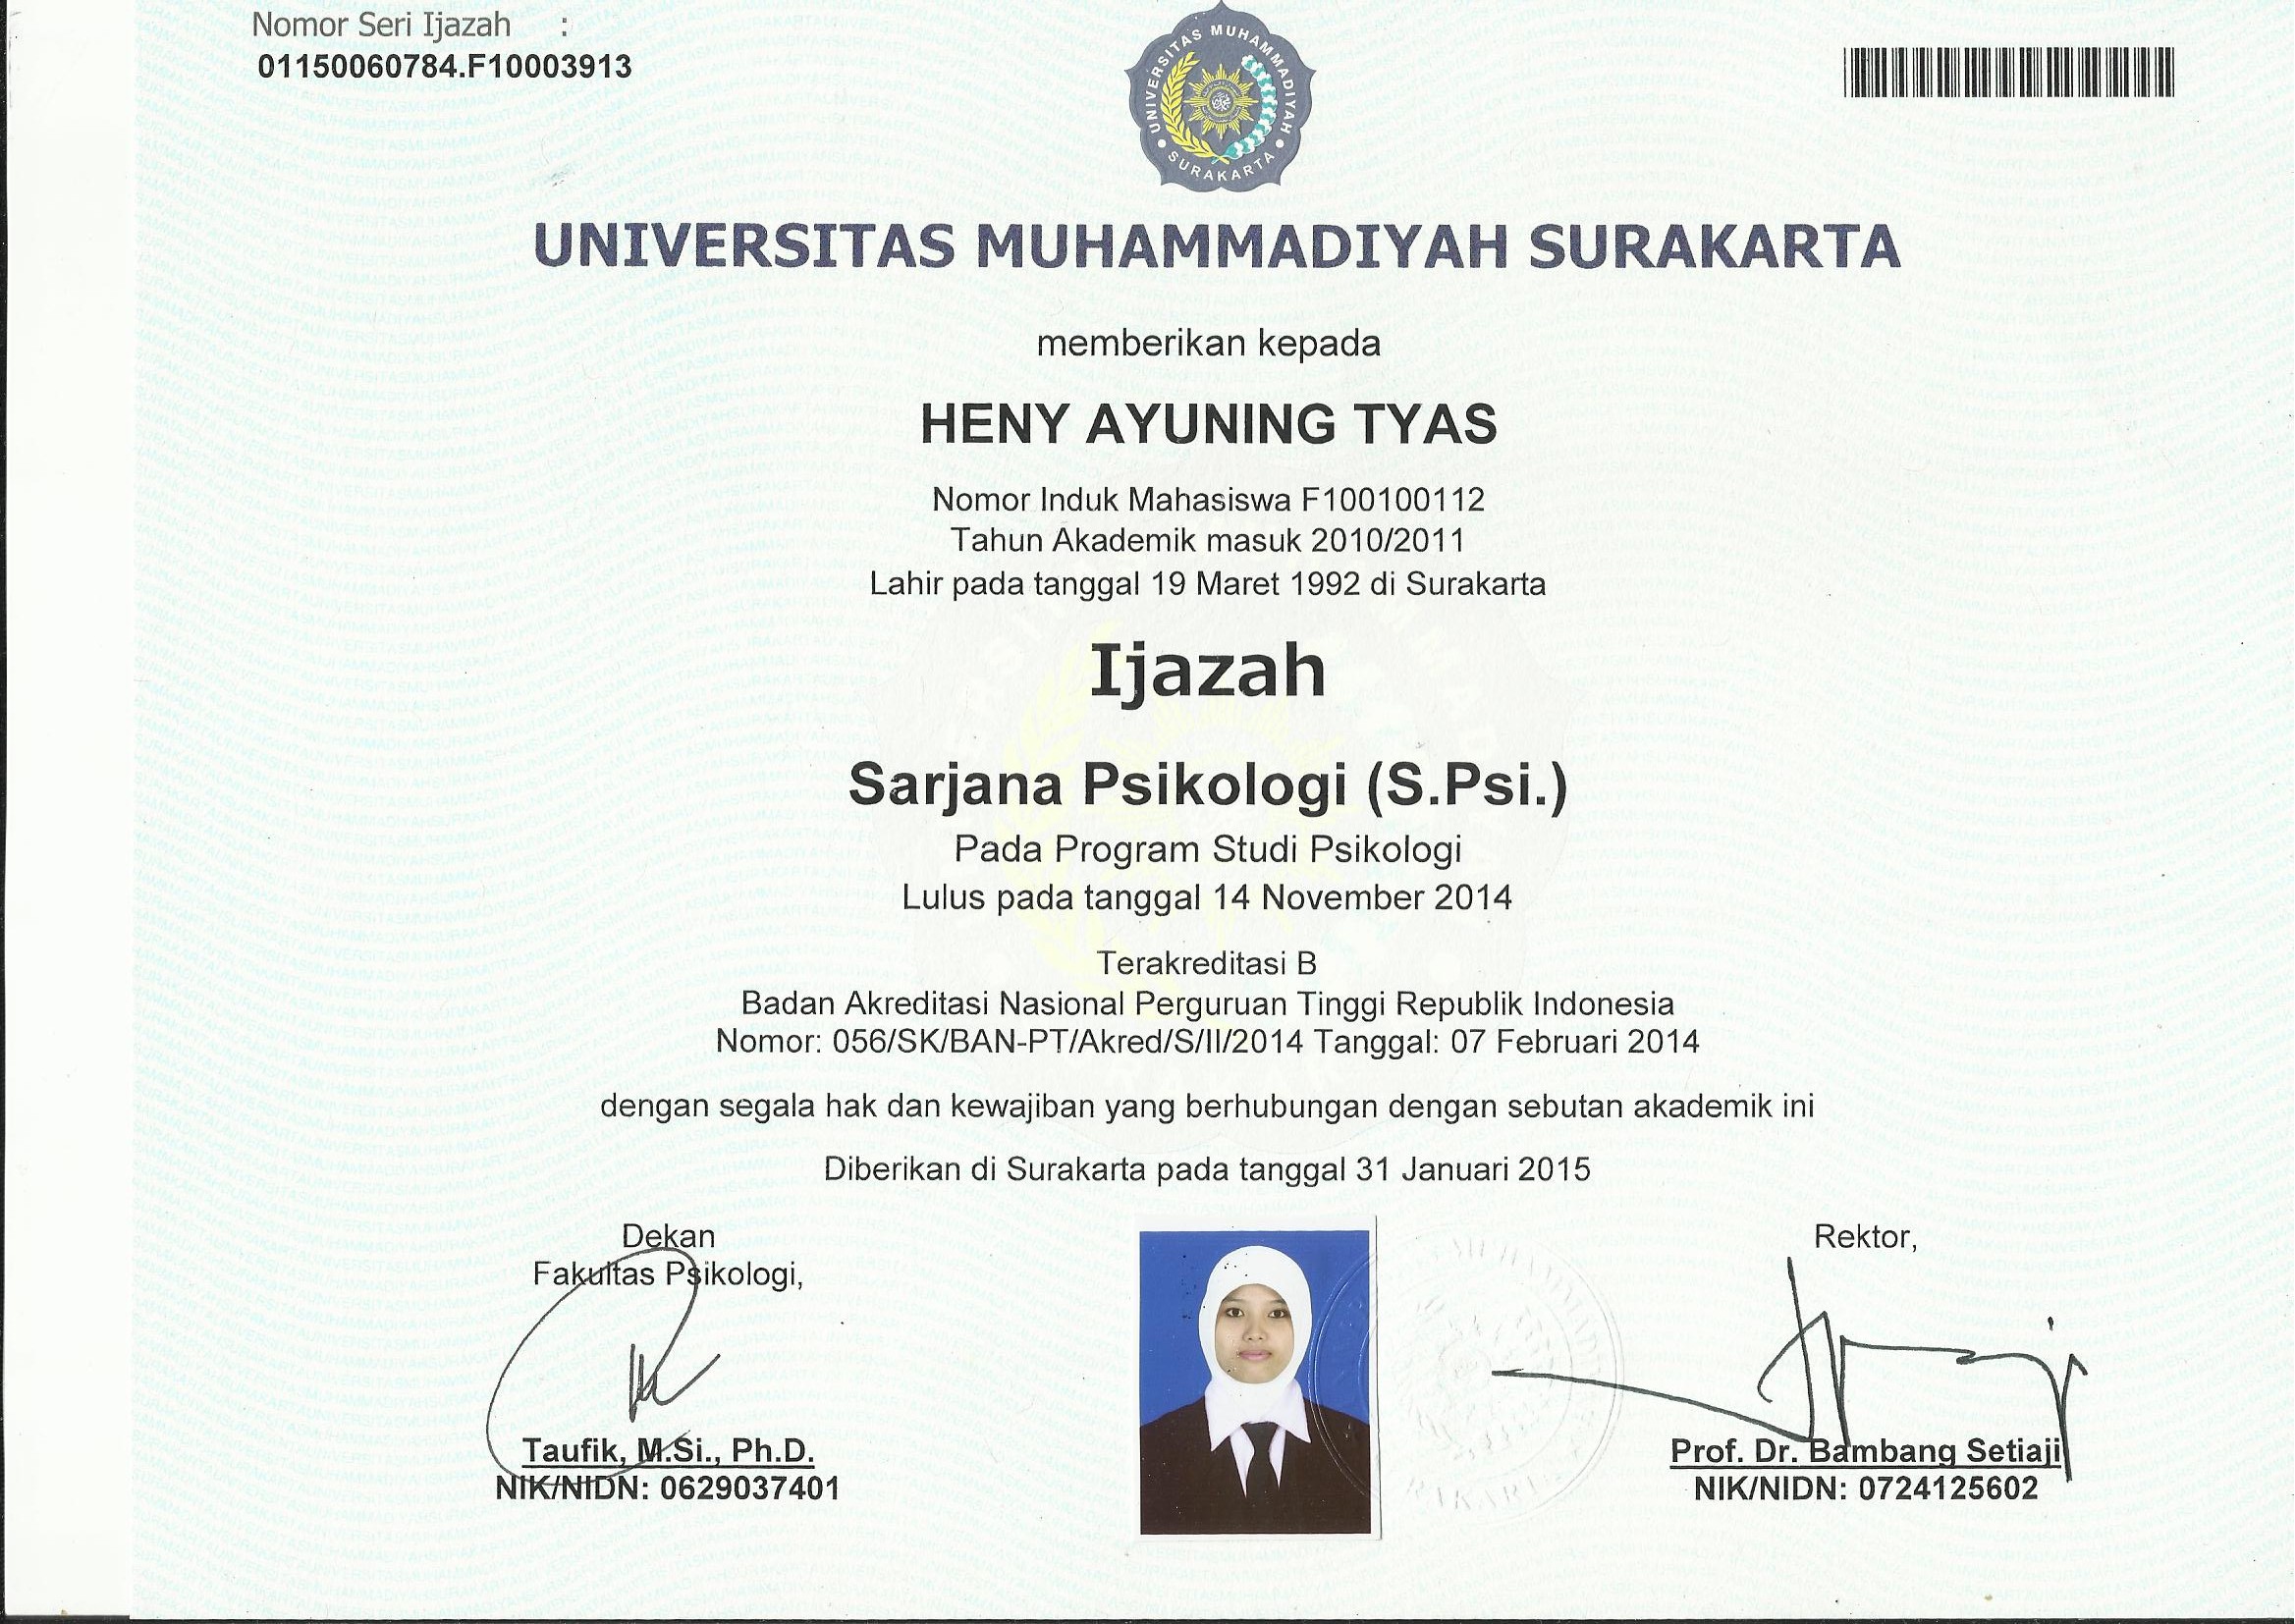 Nomor Seri Ijazah :
01150060784.F10003913
UNIVERSITAS MUHAMMADIYAH
SURAKARTA
UNIVERSITAS MUHAMMADIYAH SURAKARTA
memberikan kepada
HENY AYUNING TYAS
Nomor Induk Mahasiswa F100100112
Tahun Akademik masuk 2010/2011
Lahir pada tanggal 19 Maret 1992 di Surakarta
Ijazah
Sarjana Psikologi (S.Psi.)
Pada Program Studi Psikologi
Lulus pada tanggal 14 November 2014
Terakreditasi B
Badan Akreditasi Nasional Perguruan Tinggi Republik Indonesia
Nomor: 056/SK/BAN-PT/Akred/S/II/2014 Tanggal: 07 Februari 2014
dengan segala hak dan kewajiban yang berhubungan dengan sebutan akademik ini
Diberikan di Surakarta pada tanggal 31 Januari 2015
Dekan
Fakultas Psikologi,
Taufik, M.Si., Ph.D.
NIK/NIDN: 0629037401
Rektor,
Prof. Dr. Bambang Setiaji
NIK/NIDN: 0724125602